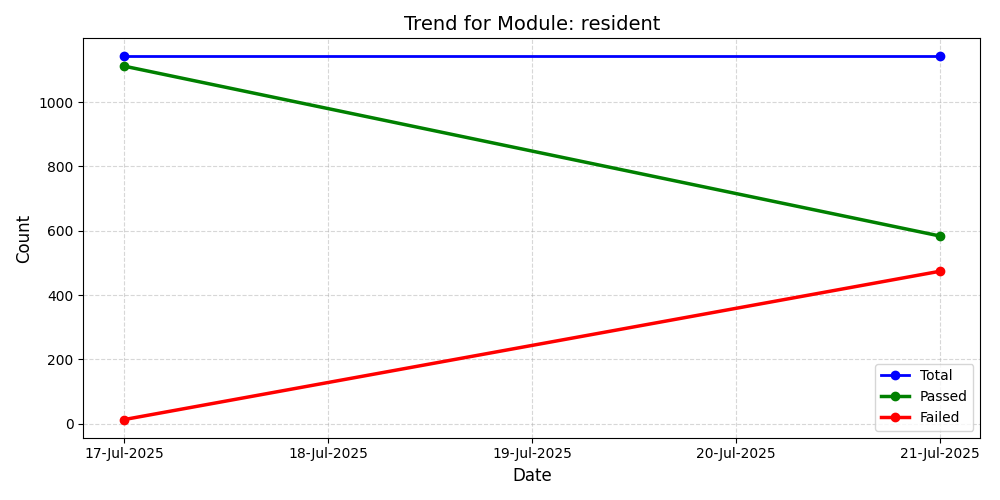 Trend for Module: resident
Count
1000
800
600
400
200
0
17-Jul-2025
18-Jul-2025
19-Jul-2025
20-Jul-2025
21-Jul-2025
Date
Total
Passed
Failed